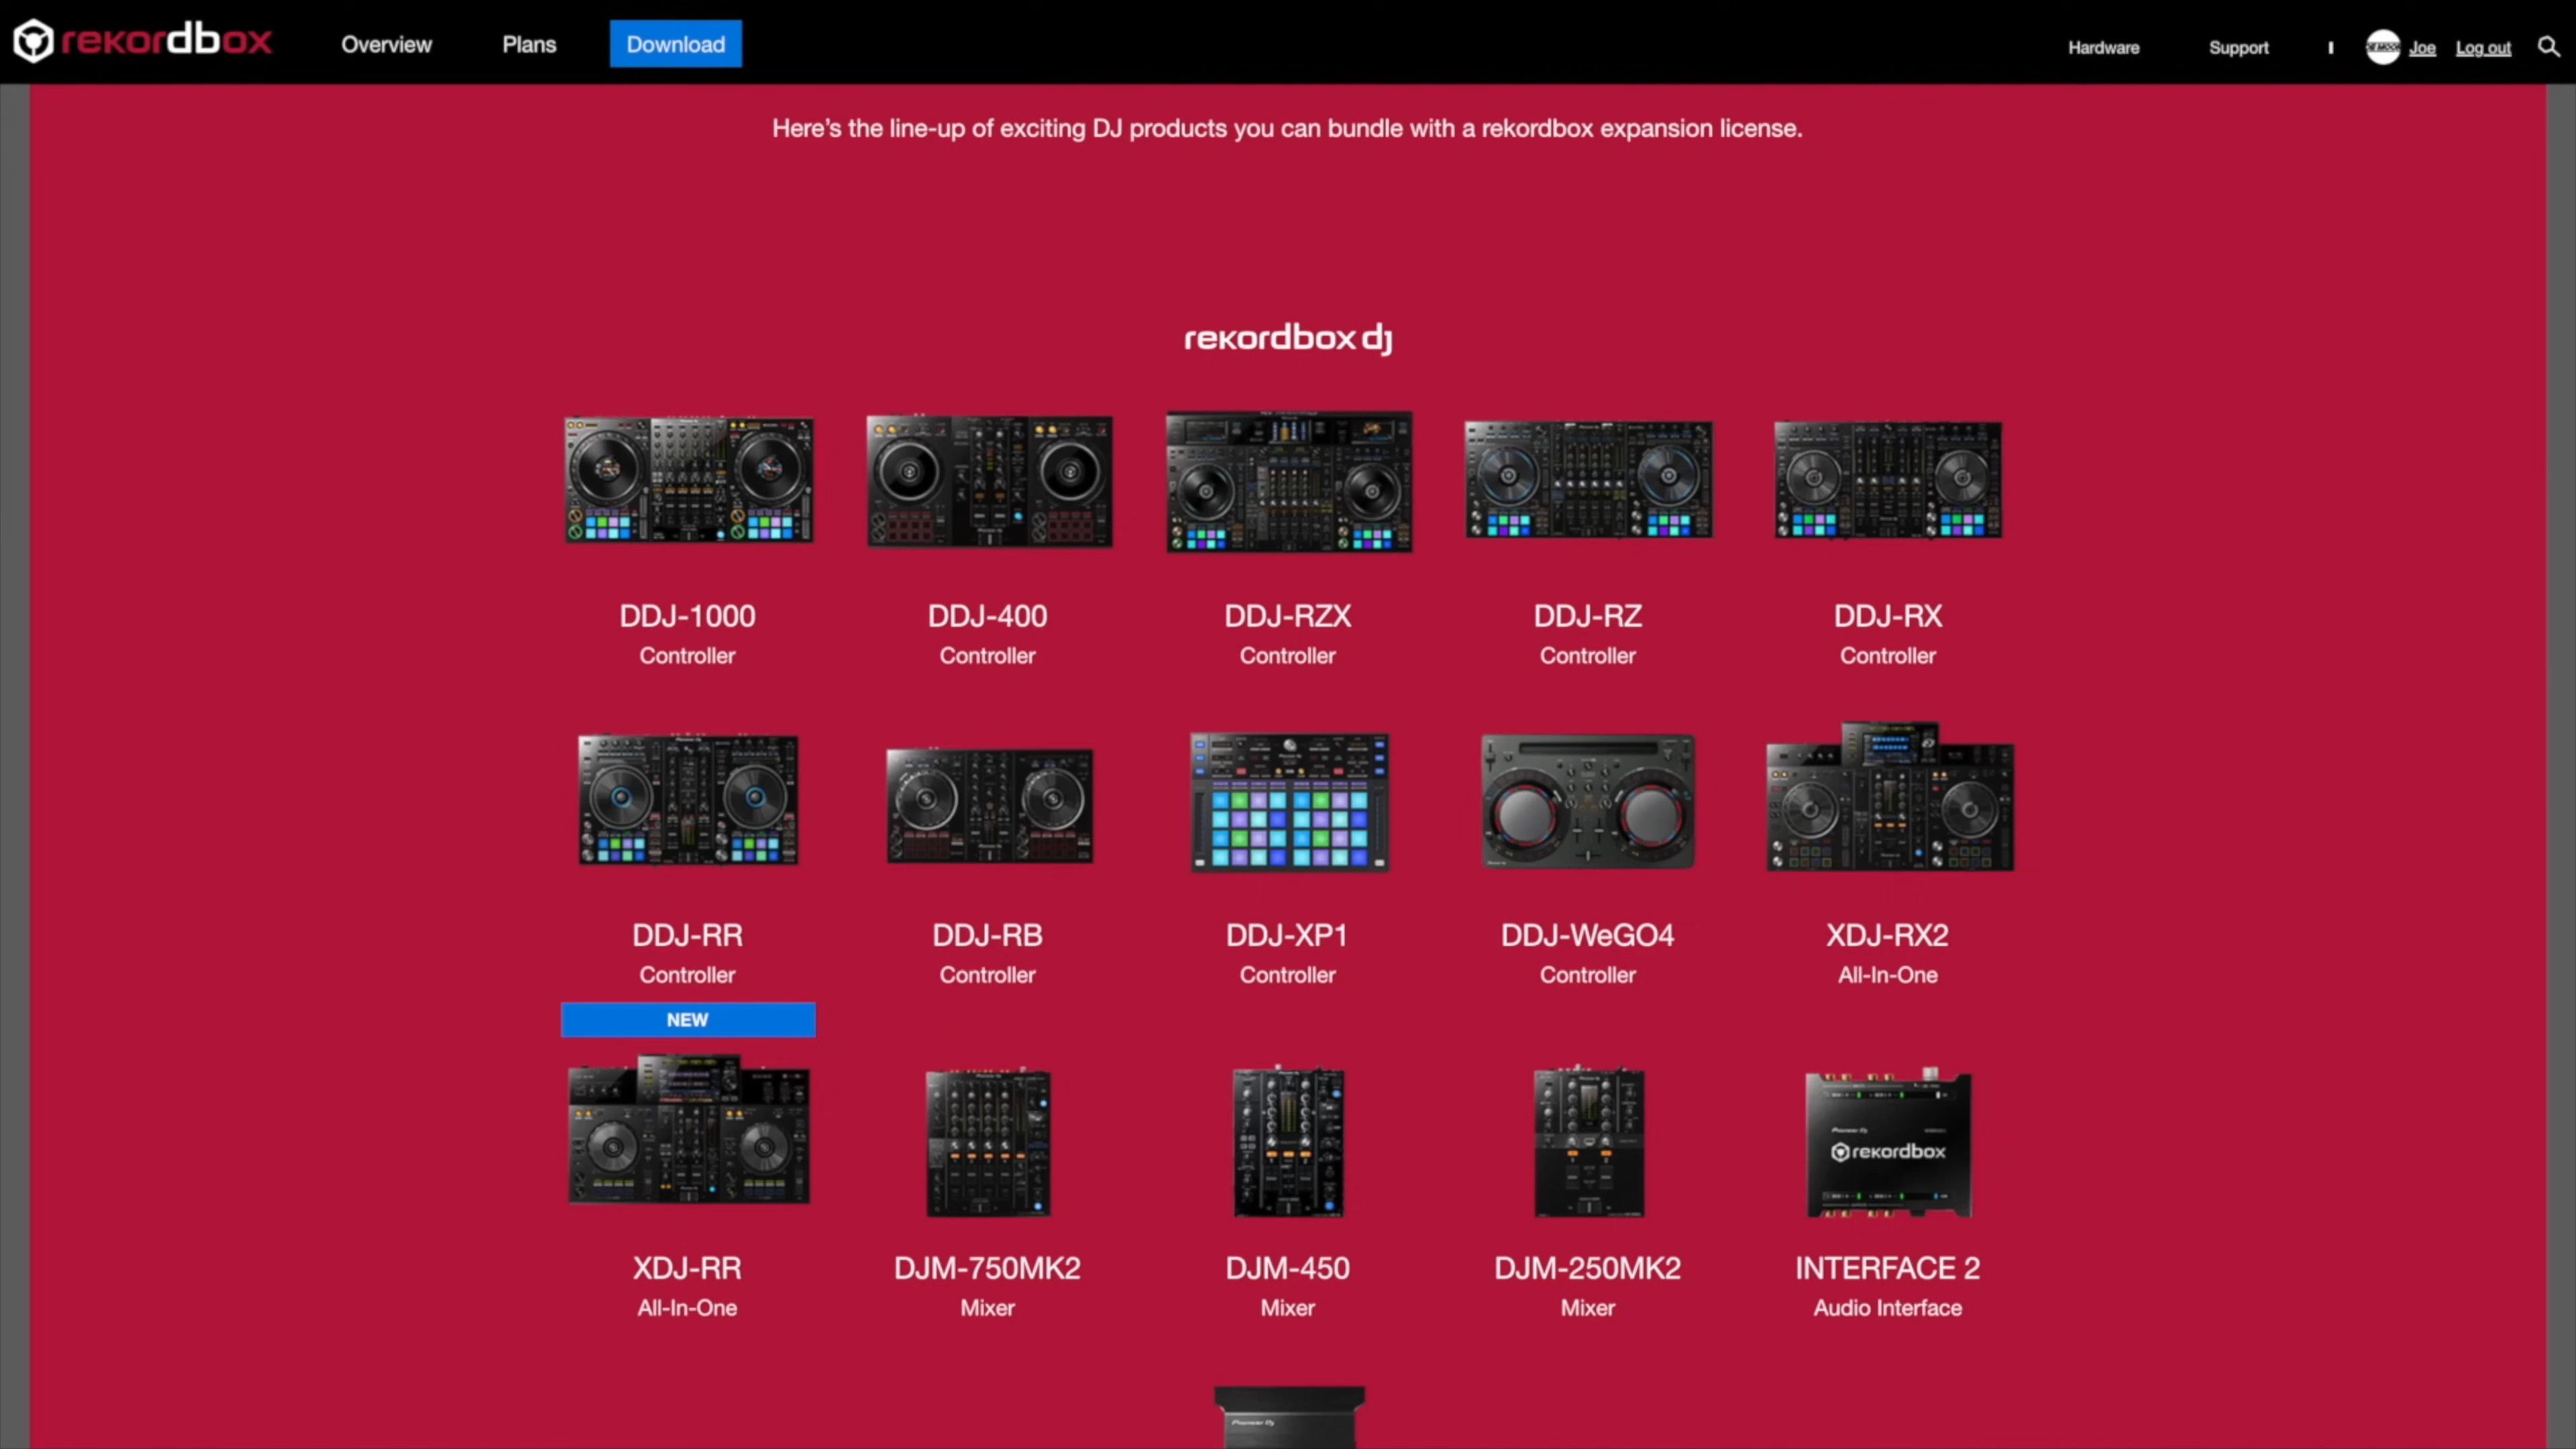 rekordbox
Overview
Plans
Download
Hardware
Support
Joe
Log out
Here's the line-up of exciting DJ products you can bundle with a rekordbox expansion license.
rekordbox dj
DDJ-1000
Controller
DDJ-400
Controller
DDJ-RZX
Controller
DDJ-RZ
Controller
DDJ-RX
Controller
DDJ-RR
Controller
DDJ-RB
Controller
DDJ-XP1
Controller
DDJ-WeGO4
Controller
XDJ-RX2
All-In-One
NEW
rekordbox
XDJ-RR
All-In-One
DJM-750MK2
Mixer
DJM-450
Mixer
DJM-250MK2
Mixer
INTERFACE 2
Audio Interface
Pioneer Dj